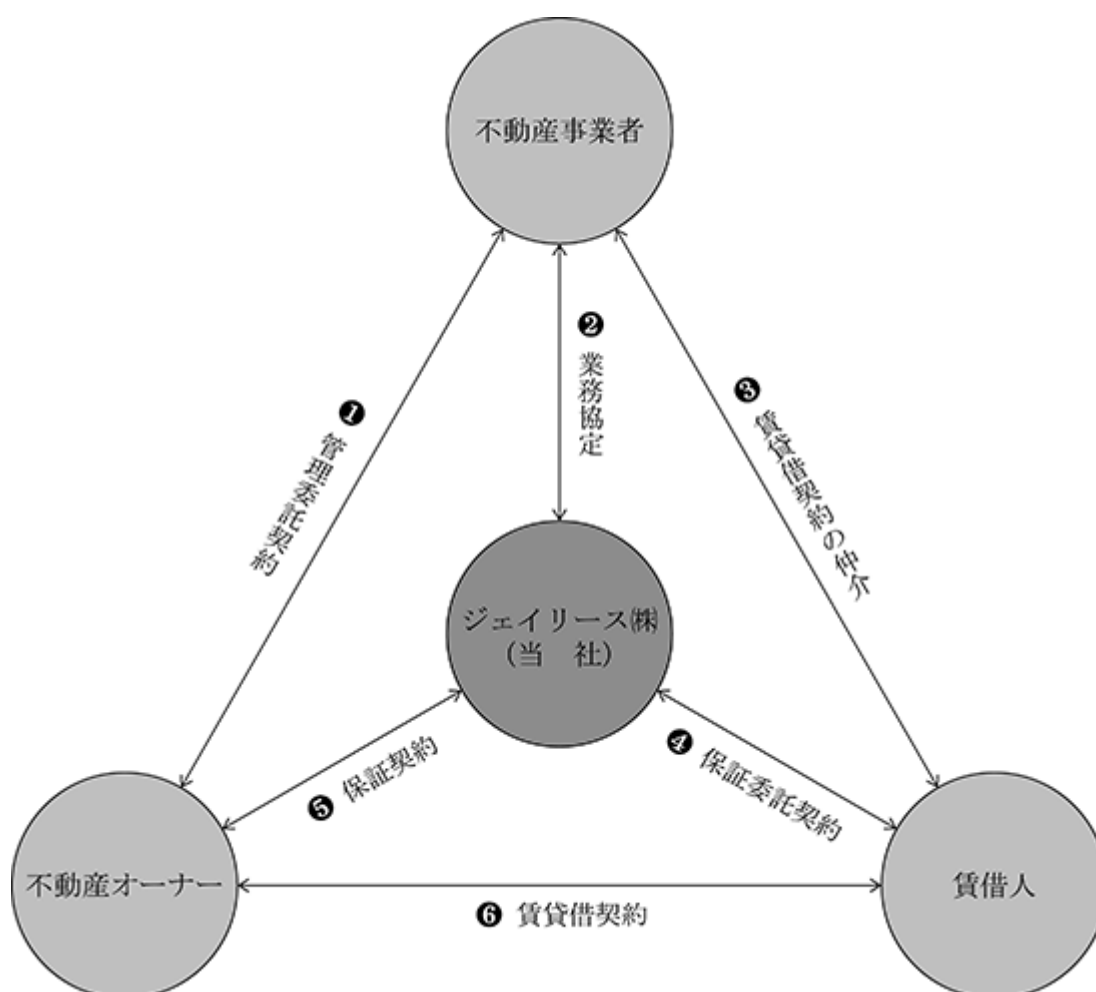 不動産事業者
❶ 管理委託契約
❷ 業務協定
❸ 賃貸借契約の仲介
ジェイリース㈱
（当　社）
❹ 保証委託契約
❺ 保証契約
不動産オーナー
賃借人
❻ 賃貸借契約